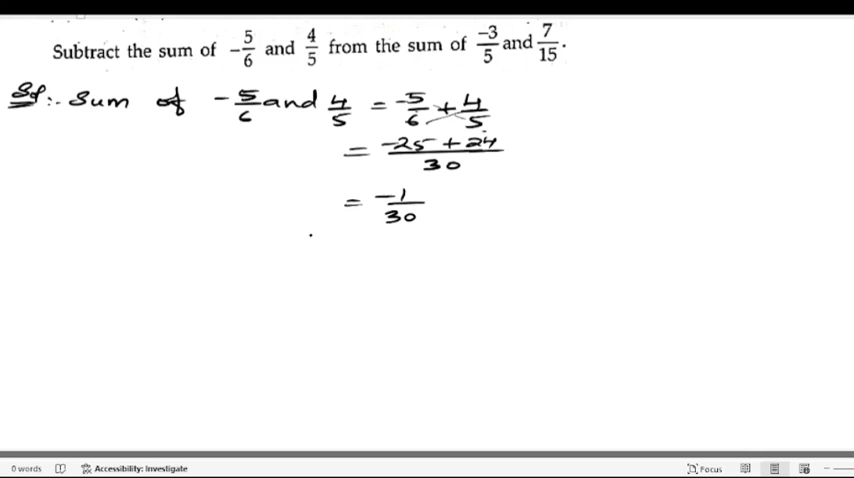 Subtract the sum of -5/6 and 4/5 from the sum of -3/5 and 7/15.
Sol:- Sum of -5/6 and 4/5 = -5/6 + 4/5
= -25 + 24/30
= -1/30
0 words Accessibility: Investigate Focus